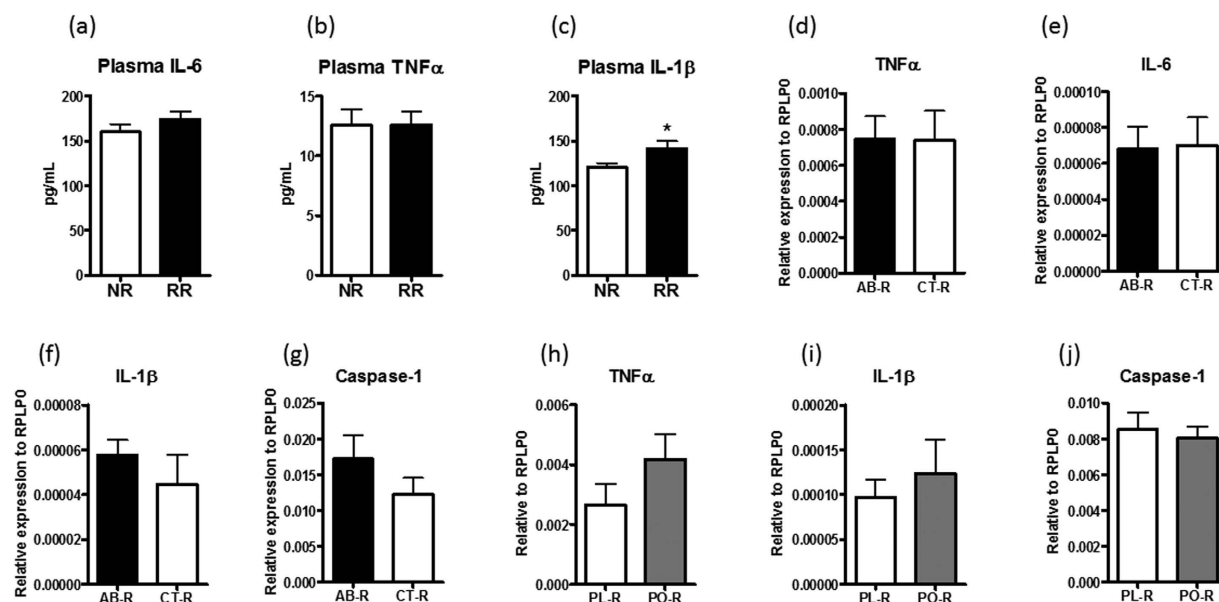 (a)
Plasma IL-6
pg/mL
200
150
100
50
0
NR RR
(b)
Plasma TNFα
pg/mL
15
12
9
5
0
NR RR
(c)
Plasma IL-1β
pg/mL
200
150
100
50
0
*
NR RR
(d)
TNFα
Relative expression to RPLP0
0.0010
0.0008
0.0006
0.0004
0.0002
0.0000
AB-R CT-R
(e)
IL-6
Relative expression to RPLP0
0.00010
0.00008
0.00006
0.00004
0.00002
0.00000
AB-R CT-R
(f)
IL-1β
Relative expression to RPLP0
0.00008
0.00006
0.00004
0.00002
0.00000
AB-R CT-R
(g)
Caspase-1
Relative expression to RPLP0
0.025
0.020
0.015
0.010
0.005
0.000
AB-R CT-R
(h)
TNFα
Relative to RPLP0
0.006
0.004
0.002
0.000
PL-R PO-R
(i)
IL-1β
Relative to RPLP0
0.00020
0.00015
0.00010
0.00005
0.00000
PL-R PO-R
(j)
Caspase-1
Relative to RPLP0
0.010
0.008
0.006
0.004
0.002
0.000
PL-R PO-R